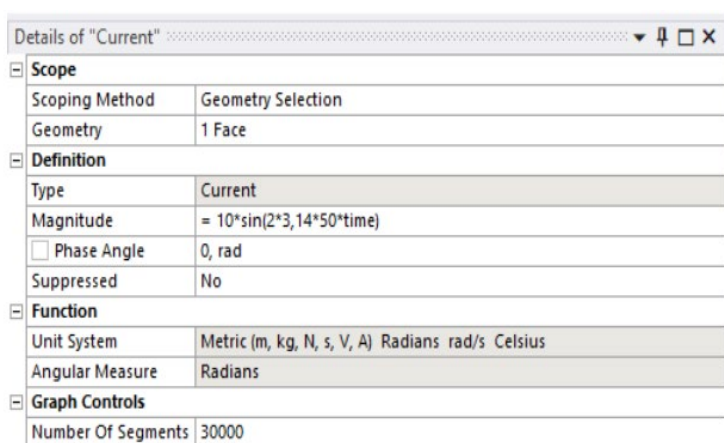 Details of "Current"
Scope
Scoping Method Geometry Selection
Geometry 1 Face
Definition
Type Current
Magnitude = 10*sin(2*3,14*50*time)
Phase Angle 0, rad
Suppressed No
Function
Unit System Metric (m, kg, N, s, V, A) Radians rad/s Celsius
Angular Measure Radians
Graph Controls
Number Of Segments 30000